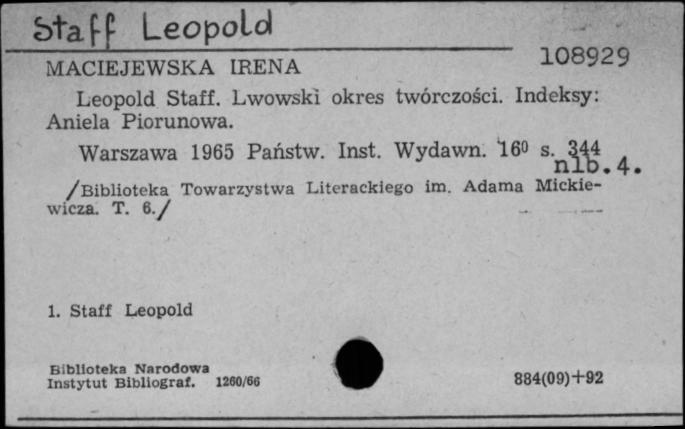 Staff Leopold
108929
MACIEJEWSKA IRENA
Leopold Staff. Lwowski okres twórczości. Indeksy:
Aniela Piorunowa.
Warszawa 1965 Państw. Inst. Wydawn. 16⁰ s. 344
nlb. 4.
/Biblioteka Towarzystwa Literackiego im. Adama Mickie-
wicza. T. 6./
1. Staff Leopold
Biblioteka Narodowa
Instytut Bibliograf. 1260/66
884(09)+92